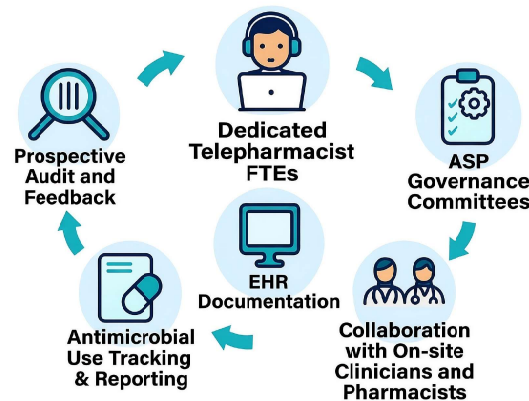 Dedicated
Telepharmacist
FTEs
ASP
Governance
Committees
Collaboration
with On-site
Clinicians and
Pharmacists
EHR
Documentation
Antimicrobial
Use Tracking
& Reporting
Prospective
Audit and
Feedback